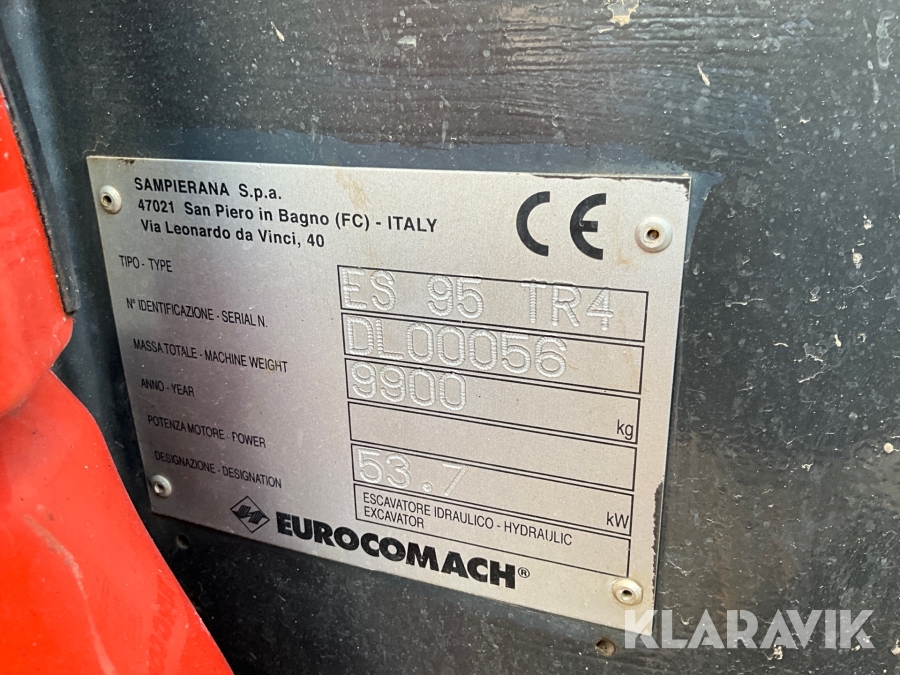 SAMPIERANA S.p.a.
47021 San Piero in Bagno (FC) - ITALY
Via Leonardo da Vinci, 40
CE
TIPO - TYPE
ES 95 TR4
N° IDENTIFICAZIONE - SERIAL N.
DL00056
MASSA TOTALE - MACHINE WEIGHT
9900 kg
ANNO - YEAR
POTENZA MOTORE - POWER
53.7 kW
DESIGNAZIONE - DESIGNATION
ESCAVATORE IDRAULICO - HYDRAULIC
EXCAVATOR
EUROCOMACH®
KLARAVIK